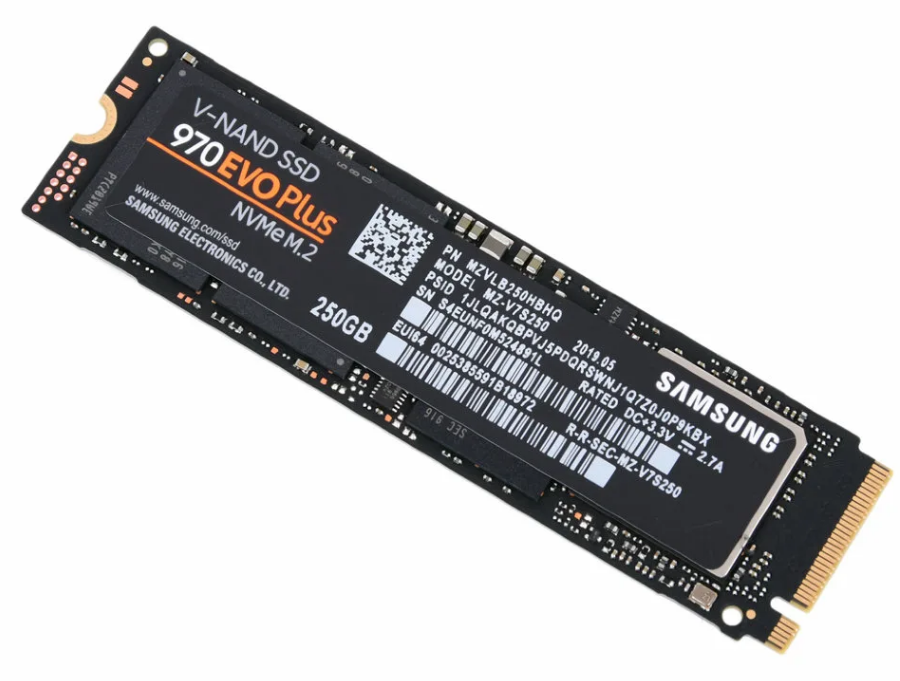 V-NAND SSD
970 EVO Plus
NVMe M.2
www.samsung.com/ssd
SAMSUNG ELECTRONICS CO., LTD.
250GB
PN MZVLB250HBHQ
MODEL MZ-V7S250 2019.05
PSID 1JLQAKQBPVJ5PDQRSWNJ1Q7Z0J0P9KBX
SN S4EUNF0M524891L RATED DC+3.3V ⎓ 2.7A
EUI64 0025385591B18972 R-R-SEC-MZ-V7S250
SAMSUNG
SEC 916